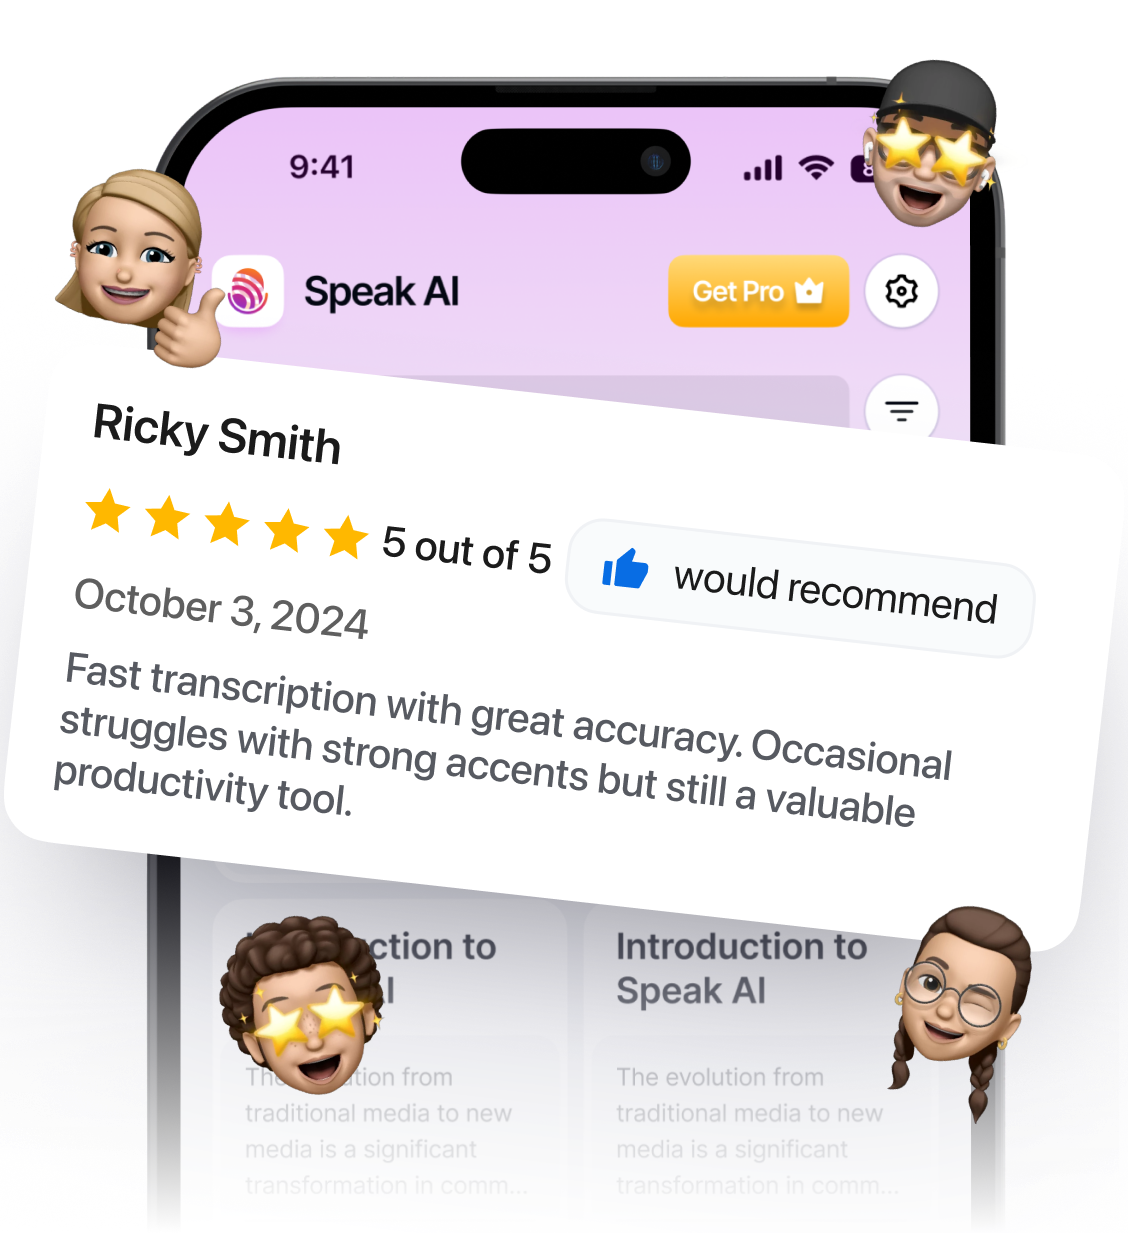 9:41
Speak AI
Get Pro
Ricky Smith
5 out of 5
would recommend
October 3, 2024
Fast transcription with great accuracy. Occasional
struggles with strong accents but still a valuable
productivity tool.
ction to
I
Introduction to
Speak AI
The
tion from
traditional media to new
media is a significant
transformation in comm...
The evolution from
traditional media to new
media is a significant
transformation in comm...